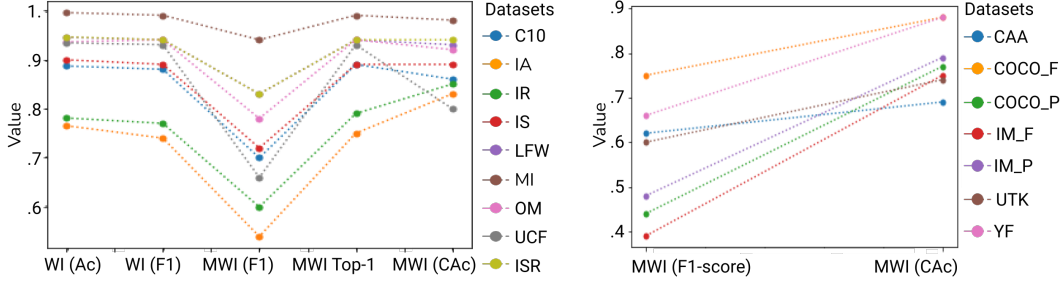 1.
.9
.8
.7
.6
Value
WI (Ac)
WI (F1)
MWI (F1)
MWI Top-1
MWI (CAc)
Datasets
C10
IA
IR
IS
LFW
MI
OM
UCF
ISR
.9
.8
.7
.6
.5
.4
Value
MWI (F1-score)
MWI (CAc)
Datasets
CAA
COCO_F
COCO_P
IM_F
IM_P
UTK
YF